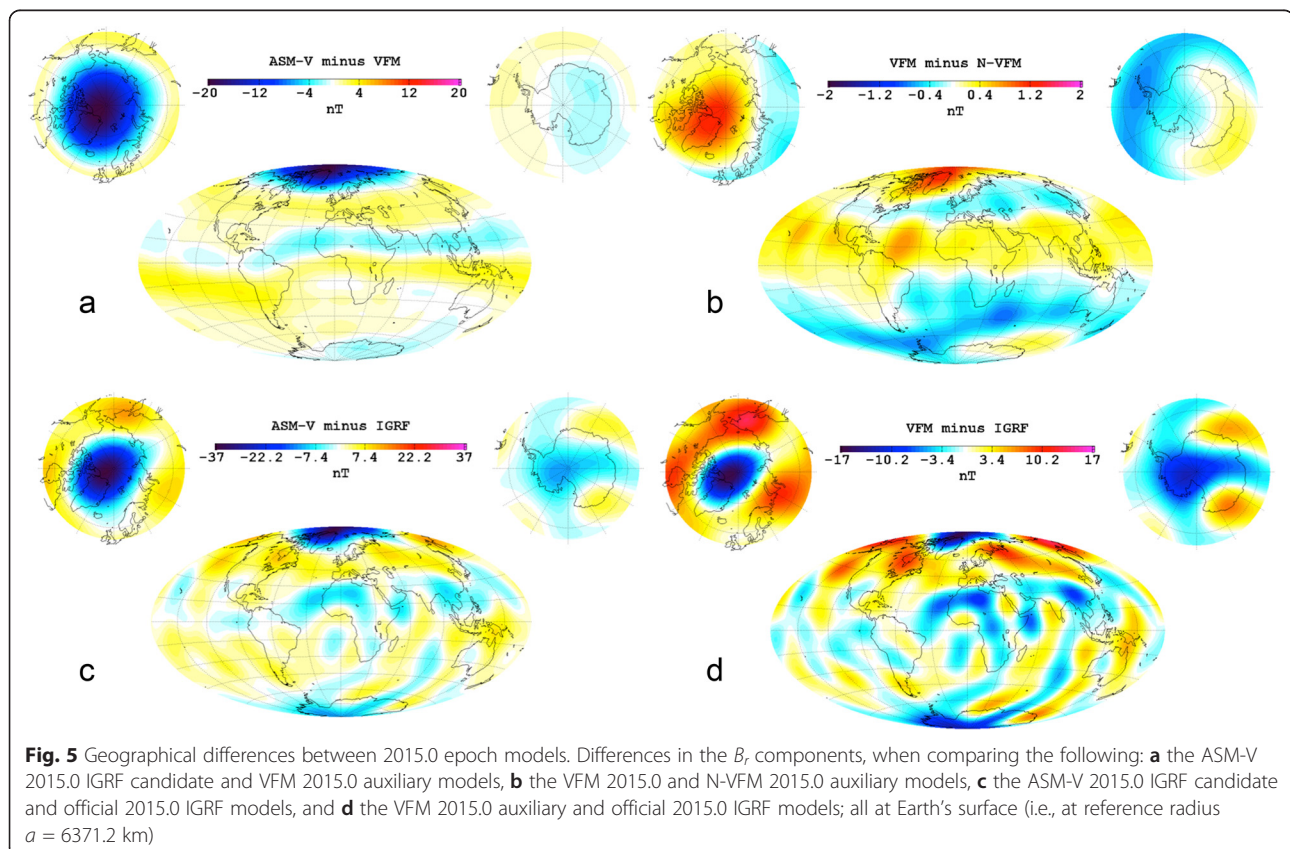 ASM-V minus VFM
-20 -12 -4 4 12 20
nT
a
VFM minus N-VFM
-2 -1.2 -0.4 0.4 1.2 2
nT
b
ASM-V minus IGRF
-37 -22.2 -7.4 7.4 22.2 37
nT
c
VFM minus IGRF
-17 -10.2 -3.4 3.4 10.2 17
nT
d
Fig. 5 Geographical differences between 2015.0 epoch models. Differences in the Br components, when comparing the following: a the ASM-V
2015.0 IGRF candidate and VFM 2015.0 auxiliary models, b the VFM 2015.0 and N-VFM 2015.0 auxiliary models, c the ASM-V 2015.0 IGRF candidate
and official 2015.0 IGRF models, and d the VFM 2015.0 auxiliary and official 2015.0 IGRF models; all at Earth's surface (i.e., at reference radius
a = 6371.2 km)